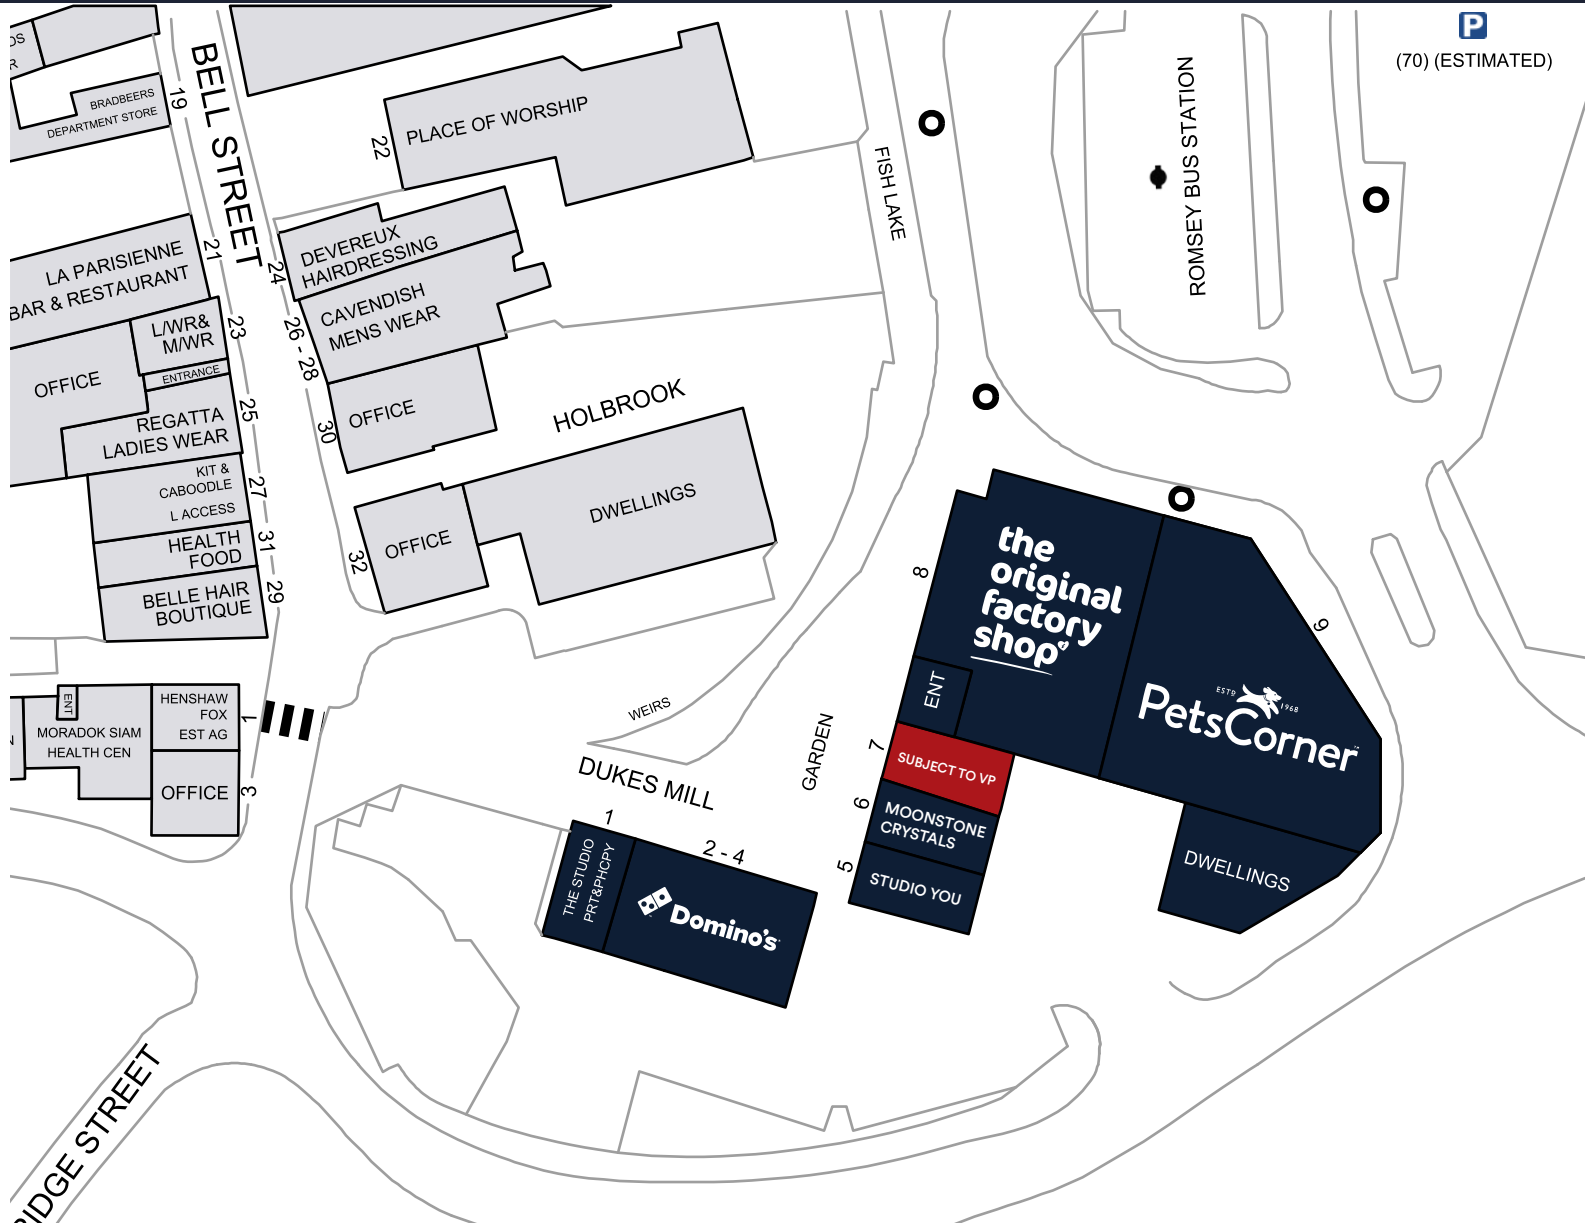 P
(70) (ESTIMATED)
BELL STREET
19
BRADBEERS
DEPARTMENT STORE
22
PLACE OF WORSHIP
FISH LAKE
ROMSEY BUS STATION
21
LA PARISIENNE
BAR & RESTAURANT
24
DEVEREUX
HAIRDRESSING
26 - 28
CAVENDISH
MENS WEAR
23
L/WR&
M/WR
ENTRANCE
OFFICE
25
REGATTA
LADIES WEAR
30
OFFICE
HOLBROOK
27
KIT &
CABOODLE
L ACCESS
31
HEALTH
FOOD
29
BELLE HAIR
BOUTIQUE
32
OFFICE
DWELLINGS
8
the
original
factory
shop
ENT
9
ESTD
1968
PetsCorner
DWELLINGS
7
SUBJECT TO VP
6
MOONSTONE
CRYSTALS
5
STUDIO YOU
GARDEN
WEIRS
DUKES MILL
1
THE STUDIO
PRT&PHCPY
2 - 4
Domino's
ENT
MORADOK SIAM
HEALTH CEN
HENSHAW
FOX
EST AG
1
OFFICE
3
RIDGE STREET